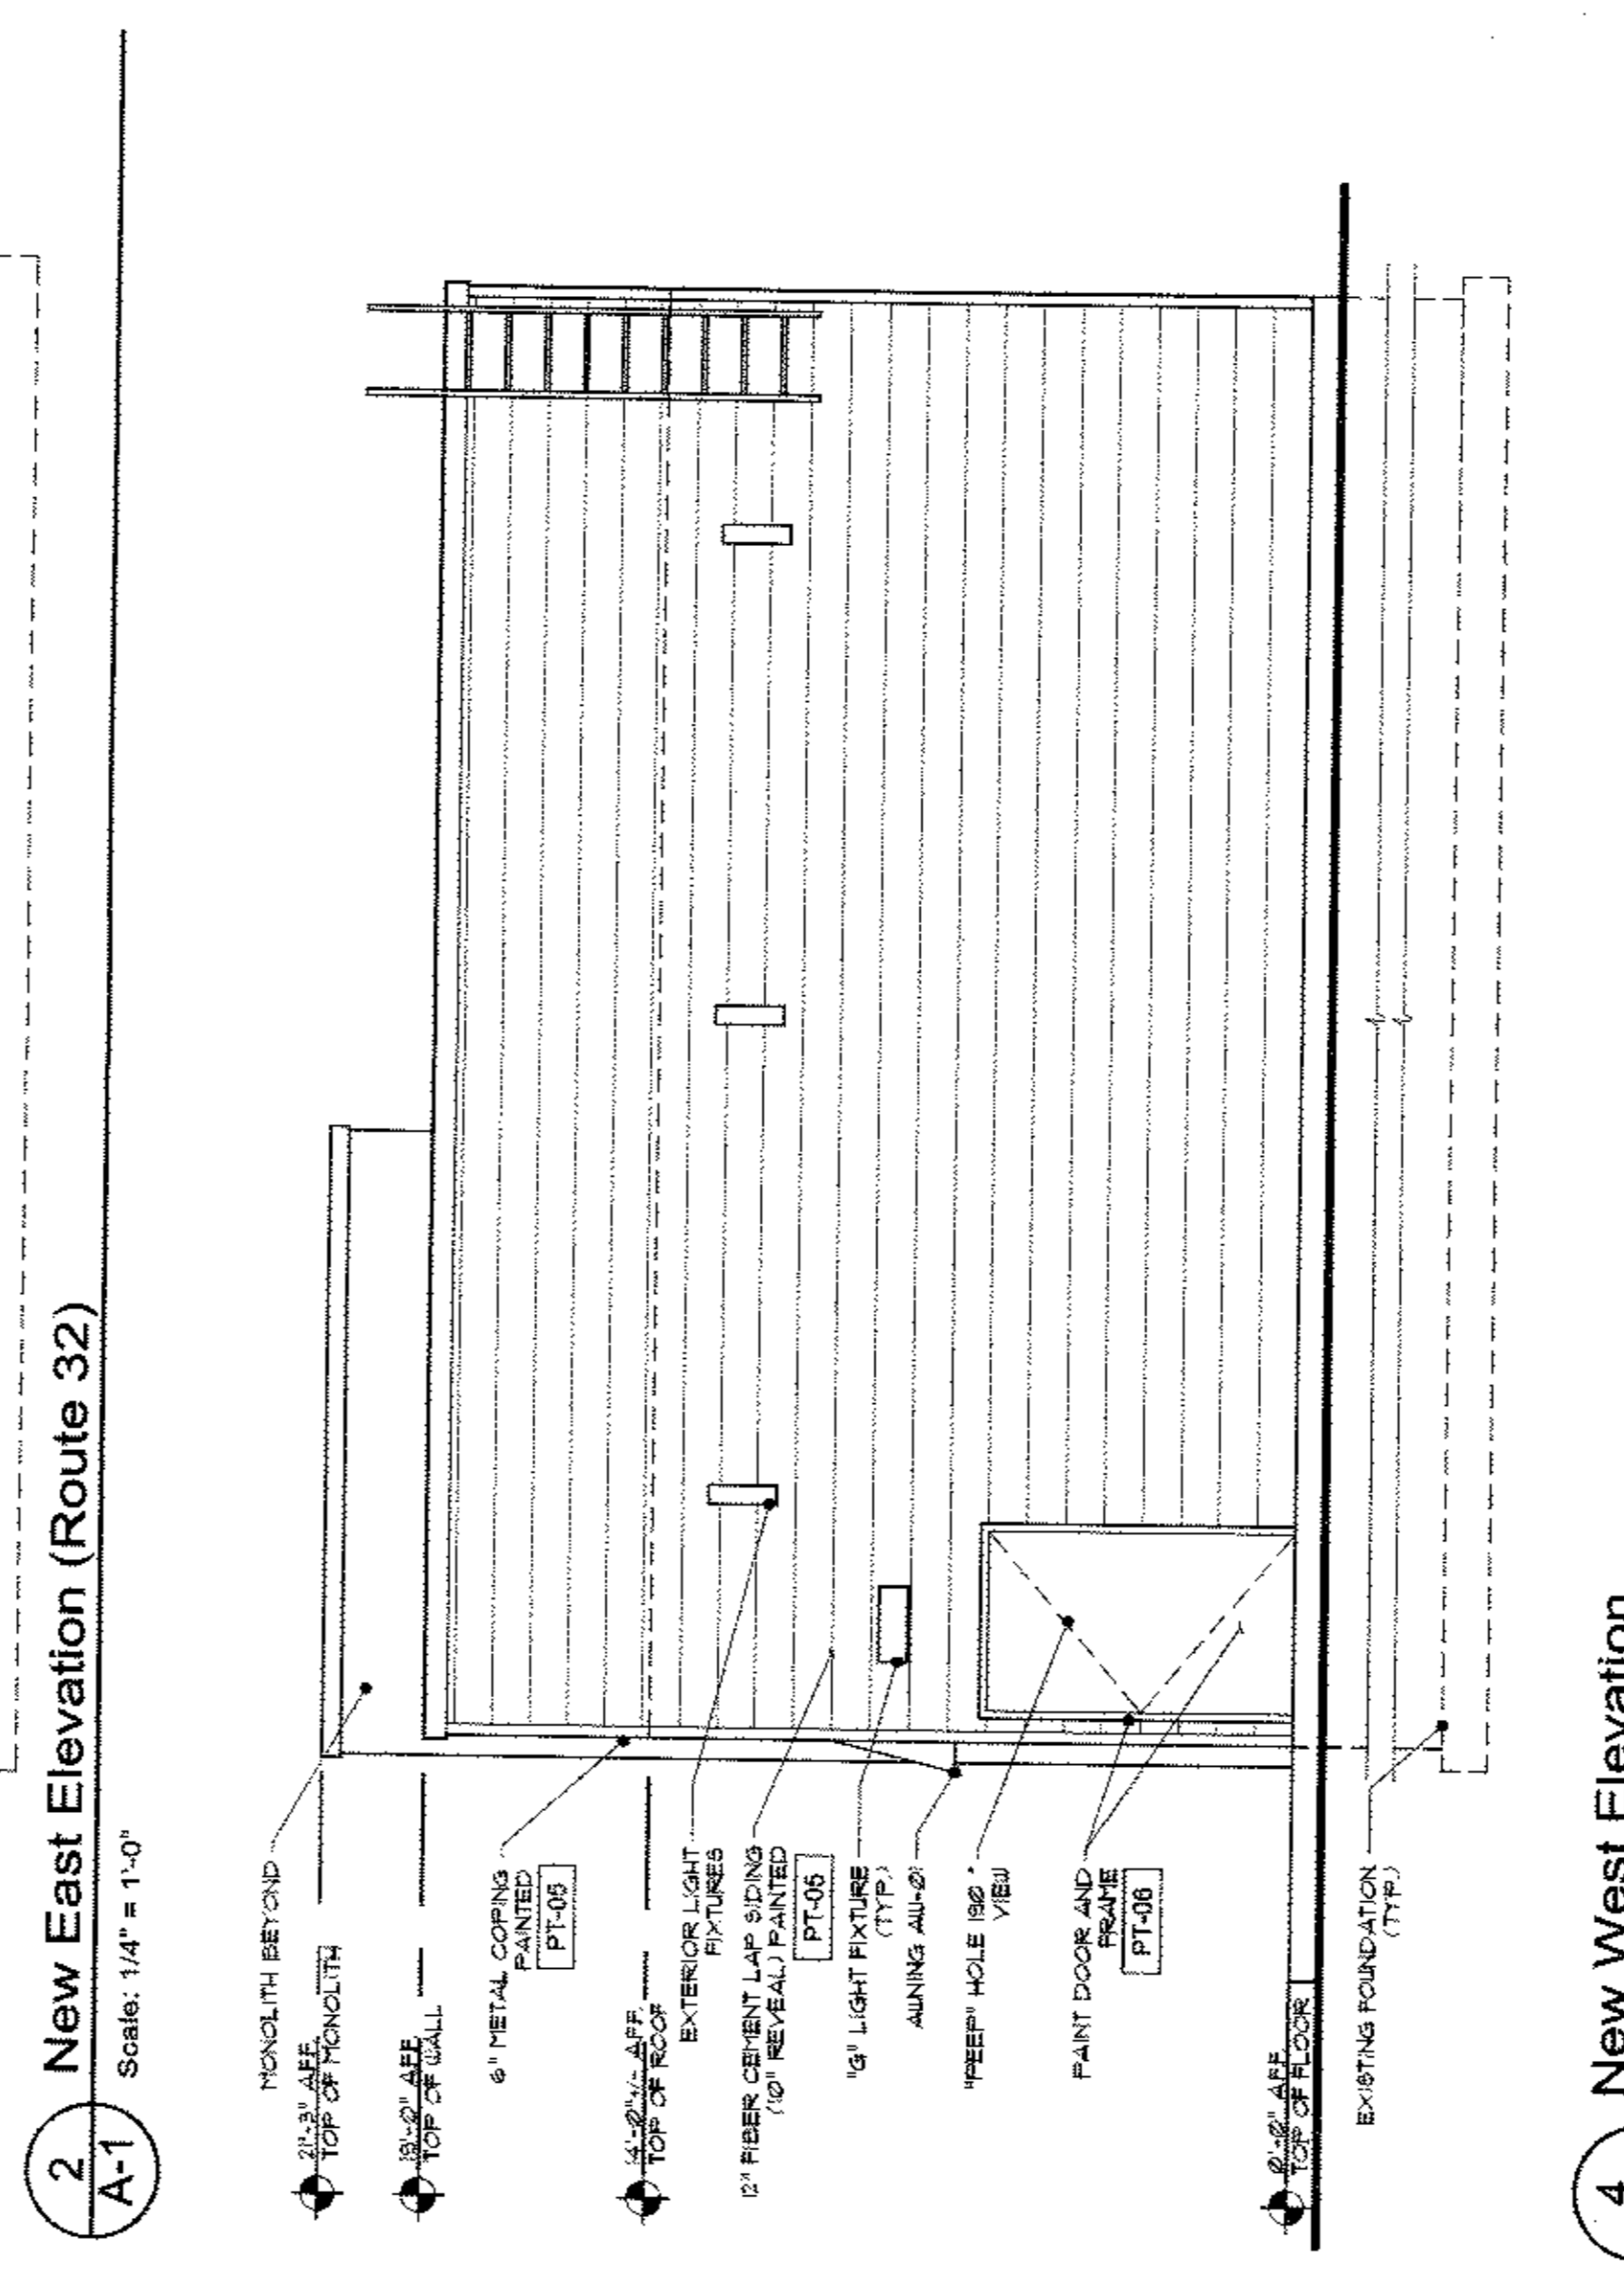 2
A-1
New East Elevation (Route 32)
Scale: 1/4" = 1'-0"
MONOLITH BEYOND
21'-3" AFF
TOP OF MONOLITH
TOP OF WALL
6" METAL COPING
PAINTED
PT-05
14'-0"+/- AFF.
TOP OF ROOF
EXTERIOR LIGHT
FIXTURES
12" FIBER CEMENT LAP SIDING
(10" REVEAL) PAINTED
PT-05
"G" LIGHT FIXTURE
(TYP.)
AWNING AW-01
"PEEP" HOLE 180°
VIEW
PAINT DOOR AND
FRAME
PT-06
0'-0" AFF.
TOP OF FLOOR
EXISTING FOUNDATION
(TYP.)
4
New West Elevation